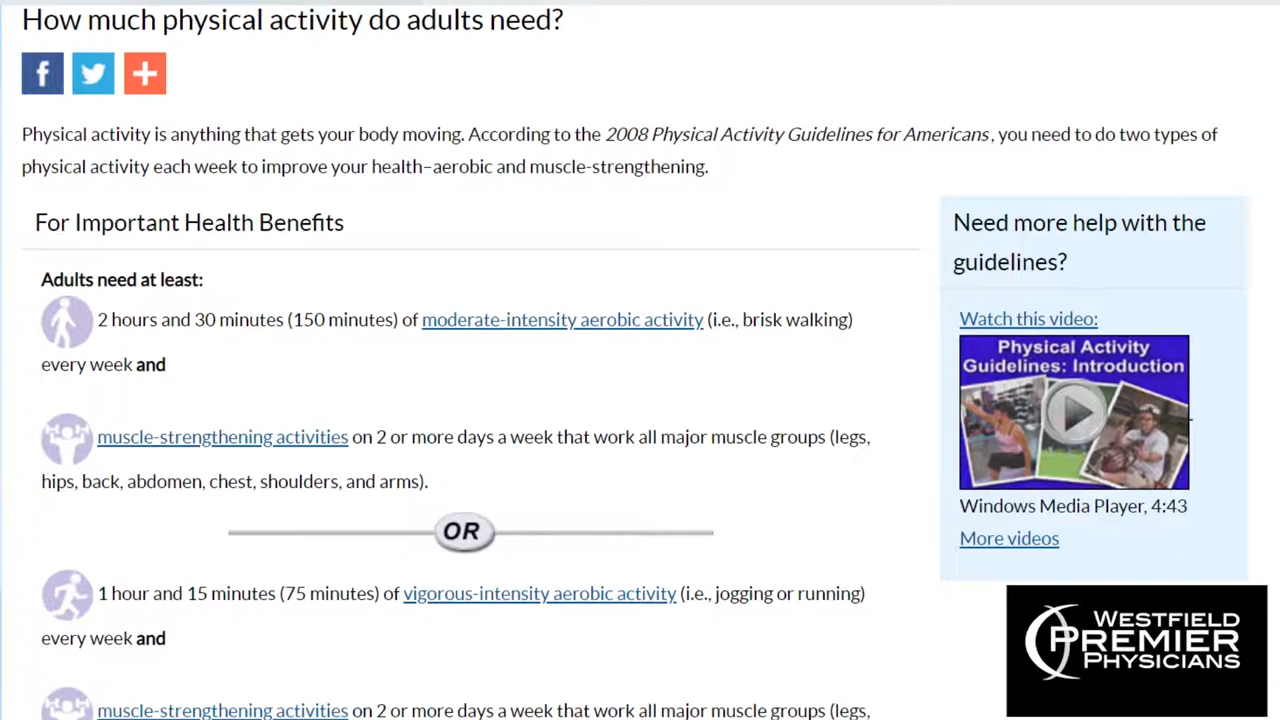 How much physical activity do adults need?
f
Physical activity is anything that gets your body moving. According to the 2008 Physical Activity Guidelines for Americans, you need to do two types of
physical activity each week to improve your health–aerobic and muscle-strengthening.
For Important Health Benefits
Adults need at least:
2 hours and 30 minutes (150 minutes) of moderate-intensity aerobic activity (i.e., brisk walking)
every week and
muscle-strengthening activities on 2 or more days a week that work all major muscle groups (legs,
hips, back, abdomen, chest, shoulders, and arms).
OR
1 hour and 15 minutes (75 minutes) of vigorous-intensity aerobic activity (i.e., jogging or running)
every week and
muscle-strengthening activities on 2 or more days a week that work all major muscle groups (legs,
Need more help with the
guidelines?
Watch this video:
Physical Activity
Guidelines: Introduction
Windows Media Player, 4:43
More videos
WESTFIELD
PREMIER
PHYSICIANS